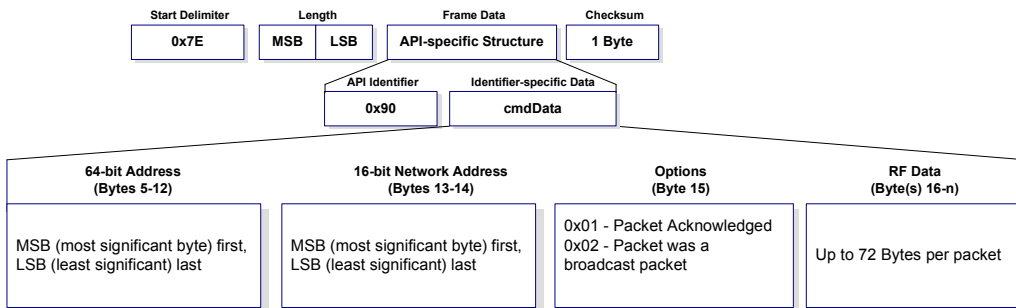 Start Delimiter
Length
Frame Data
Checksum
0x7E
MSB
LSB
API-specific Structure
1 Byte
API Identifier
Identifier-specific Data
0x90
cmdData
64-bit Address
(Bytes 5-12)
16-bit Network Address
(Bytes 13-14)
Options
(Byte 15)
RF Data
(Byte(s) 16-n)
MSB (most significant byte) first,
LSB (least significant) last
MSB (most significant byte) first,
LSB (least significant) last
0x01 - Packet Acknowledged
0x02 - Packet was a
broadcast packet
Up to 72 Bytes per packet